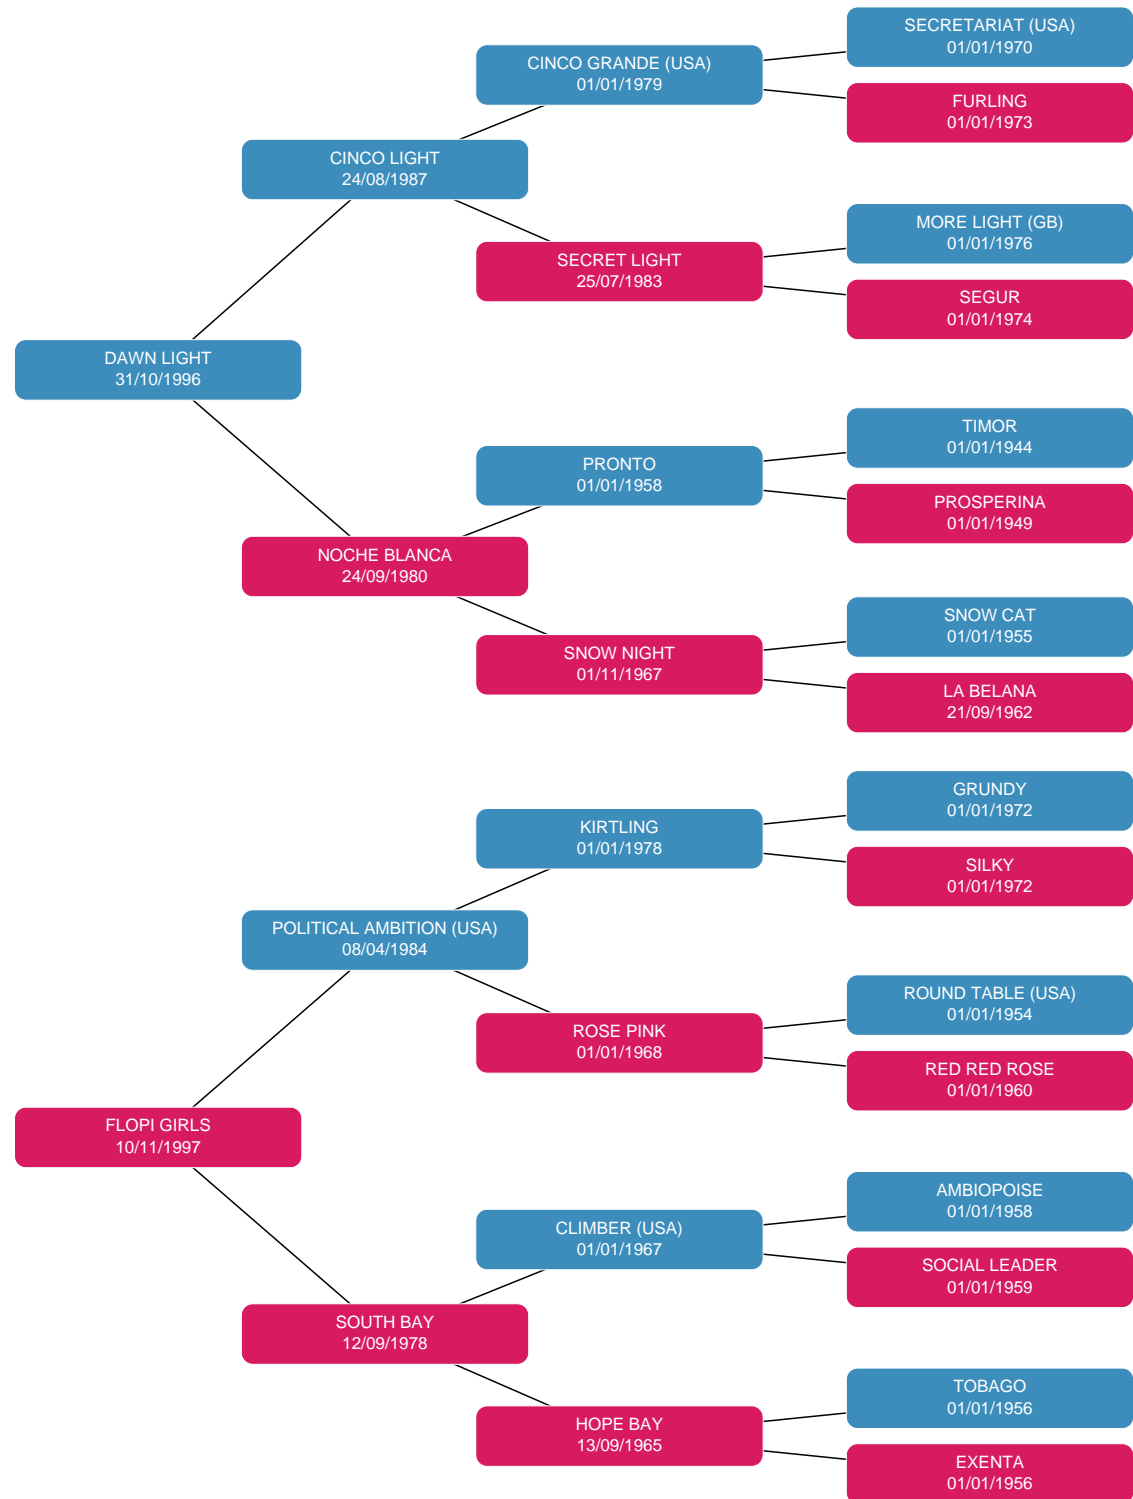 SECRETARIAT (USA)
01/01/1970
CINCO GRANDE (USA)
01/01/1979
FURLING
01/01/1973
CINCO LIGHT
24/08/1987
MORE LIGHT (GB)
01/01/1976
SECRET LIGHT
25/07/1983
SEGUR
01/01/1974
DAWN LIGHT
31/10/1996
TIMOR
01/01/1944
PRONTO
01/01/1958
PROSPERINA
01/01/1949
NOCHE BLANCA
24/09/1980
SNOW CAT
01/01/1955
SNOW NIGHT
01/11/1967
LA BELANA
21/09/1962
GRUNDY
01/01/1972
KIRTLING
01/01/1978
SILKY
01/01/1972
POLITICAL AMBITION (USA)
08/04/1984
ROUND TABLE (USA)
01/01/1954
ROSE PINK
01/01/1968
RED RED ROSE
01/01/1960
FLOPI GIRLS
10/11/1997
AMBIOPOISE
01/01/1958
CLIMBER (USA)
01/01/1967
SOCIAL LEADER
01/01/1959
SOUTH BAY
12/09/1978
TOBAGO
01/01/1956
HOPE BAY
13/09/1965
EXENTA
01/01/1956